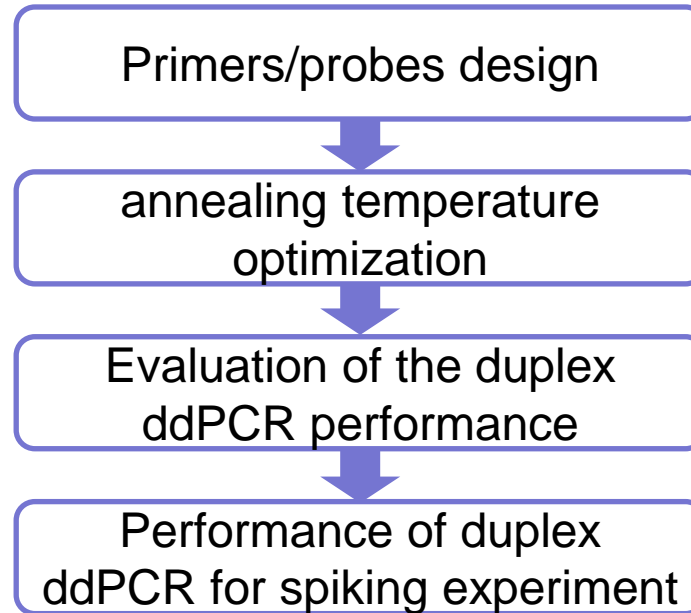 Primers/probes design
annealing temperature
optimization
Evaluation of the duplex
ddPCR performance
Performance of duplex
ddPCR for spiking experiment